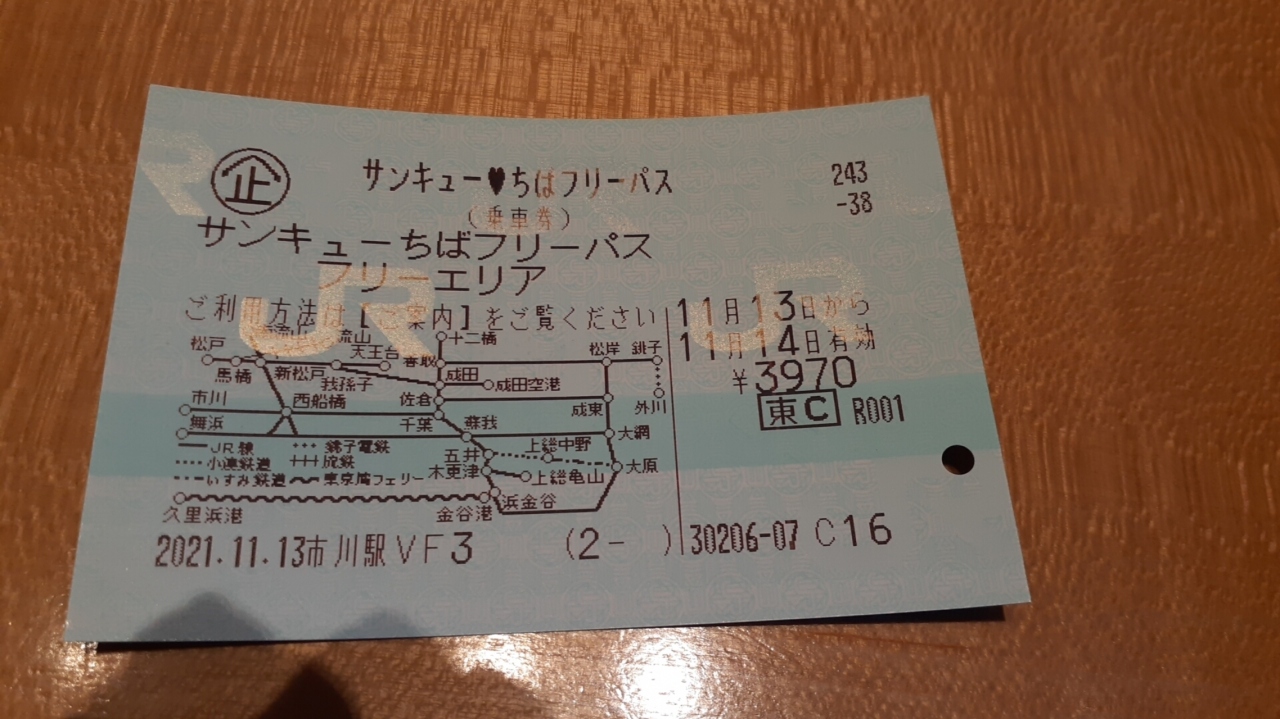 企 サンキュー♥ちばフリーパス 243
(乗車券) -38
サンキューちばフリーパス
フリーエリア
ご利用方法は[ご案内]をご覧ください
11月13日から
11月14日有効
¥3970
東C R001
松戸 流山 天王台 香取 十二橋 松岸 銚子
馬橋 新松戸 我孫子 成田 成田空港
市川 西船橋 佐倉 成東 外川
舞浜 千葉 蘇我 大網
JR線 銚子電鉄 五井 上総中野
小湊鉄道 流鉄 木更津 上総亀山 大原
いすみ鉄道 東京湾フェリー 浜金谷
久里浜港 金谷港
2021.11.13市川駅VF3 (2- ) 30206-07 C16
JR
JR